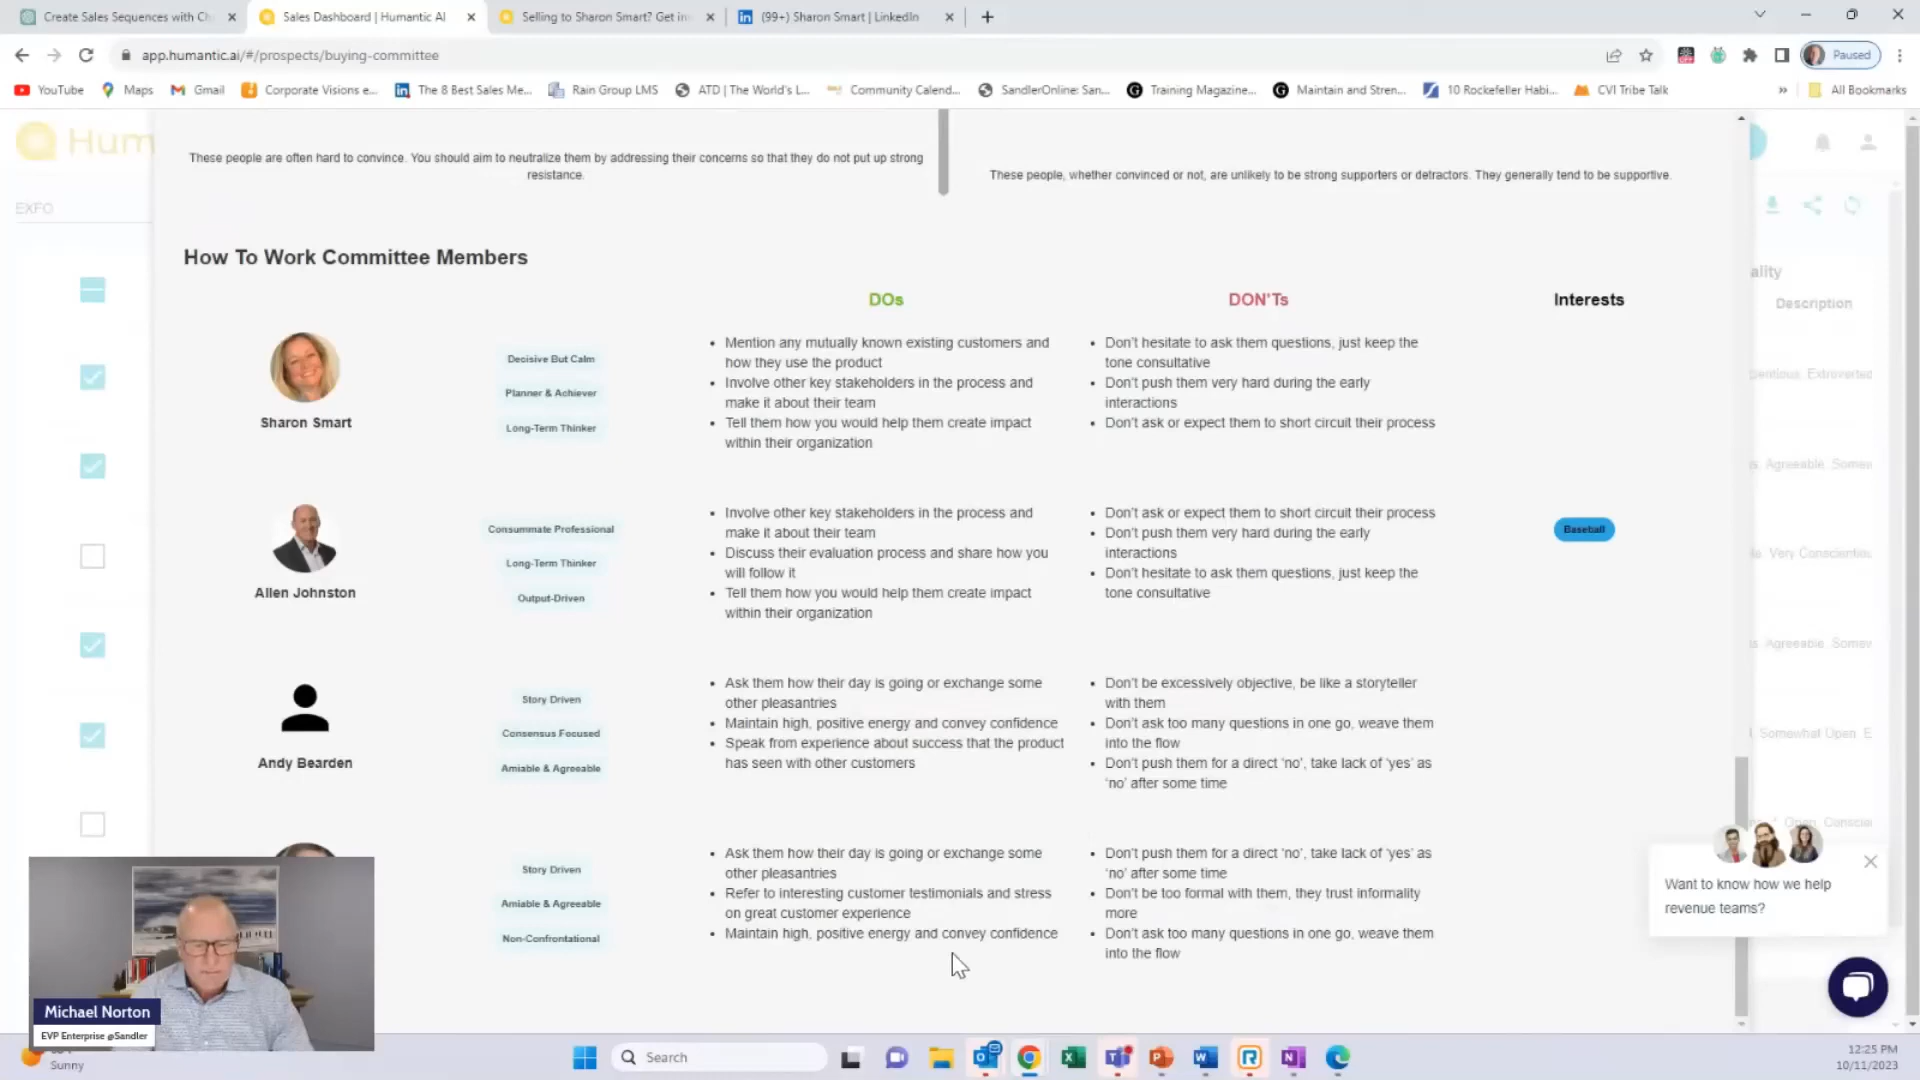 Create Sales Sequences with Ch
Sales Dashboard | Humantic AI
Selling to Sharon Smart? Get in
(99+) Sharon Smart | LinkedIn
app.humantic.ai/#/prospects/buying-committee
Paused
YouTube
Maps
Gmail
Corporate Visions e...
The 8 Best Sales Me...
Rain Group LMS
ATD | The World's L...
Community Calend...
SandlerOnline: San...
Training Magazine...
Maintain and Stren...
10 Rockefeller Habi...
CVI Tribe Talk
»
All Bookmarks
Hum
These people are often hard to convince. You should aim to neutralize them by addressing their concerns so that they do not put up strong
resistance.
These people, whether convinced or not, are unlikely to be strong supporters or detractors. They generally tend to be supportive.
EXFO
How To Work Committee Members
DOs
DON'Ts
Interests
ality
Description
Sharon Smart
Decisive But Calm
Planner & Achiever
Long-Term Thinker
• Mention any mutually known existing customers and
how they use the product
• Involve other key stakeholders in the process and
make it about their team
• Tell them how you would help them create impact
within their organization
• Don't hesitate to ask them questions, just keep the
tone consultative
• Don't push them very hard during the early
interactions
• Don't ask or expect them to short circuit their process
entious, Extroverted
Allen Johnston
Consummate Professional
Long-Term Thinker
Output-Driven
• Involve other key stakeholders in the process and
make it about their team
• Discuss their evaluation process and share how you
will follow it
• Tell them how you would help them create impact
within their organization
• Don't ask or expect them to short circuit their process
• Don't push them very hard during the early
interactions
• Don't hesitate to ask them questions, just keep the
tone consultative
Baseball
s, Agreeable, Somew
le, Very Conscientiou
Andy Bearden
Story Driven
Consensus Focused
Amiable & Agreeable
• Ask them how their day is going or exchange some
other pleasantries
• Maintain high, positive energy and convey confidence
• Speak from experience about success that the product
has seen with other customers
• Don't be excessively objective, be like a storyteller
with them
• Don't ask too many questions in one go, weave them
into the flow
• Don't push them for a direct 'no', take lack of 'yes' as
'no' after some time
s, Agreeable, Somew
Somewhat Open, E
Story Driven
Amiable & Agreeable
Non-Confrontational
• Ask them how their day is going or exchange some
other pleasantries
• Refer to interesting customer testimonials and stress
on great customer experience
• Maintain high, positive energy and convey confidence
• Don't push them for a direct 'no', take lack of 'yes' as
'no' after some time
• Don't be too formal with them, they trust informality
more
• Don't ask too many questions in one go, weave them
into the flow
Want to know how we help
revenue teams?
Michael Norton
EVP Enterprise @Sandler
Sunny
Search
12:25 PM
10/11/2023